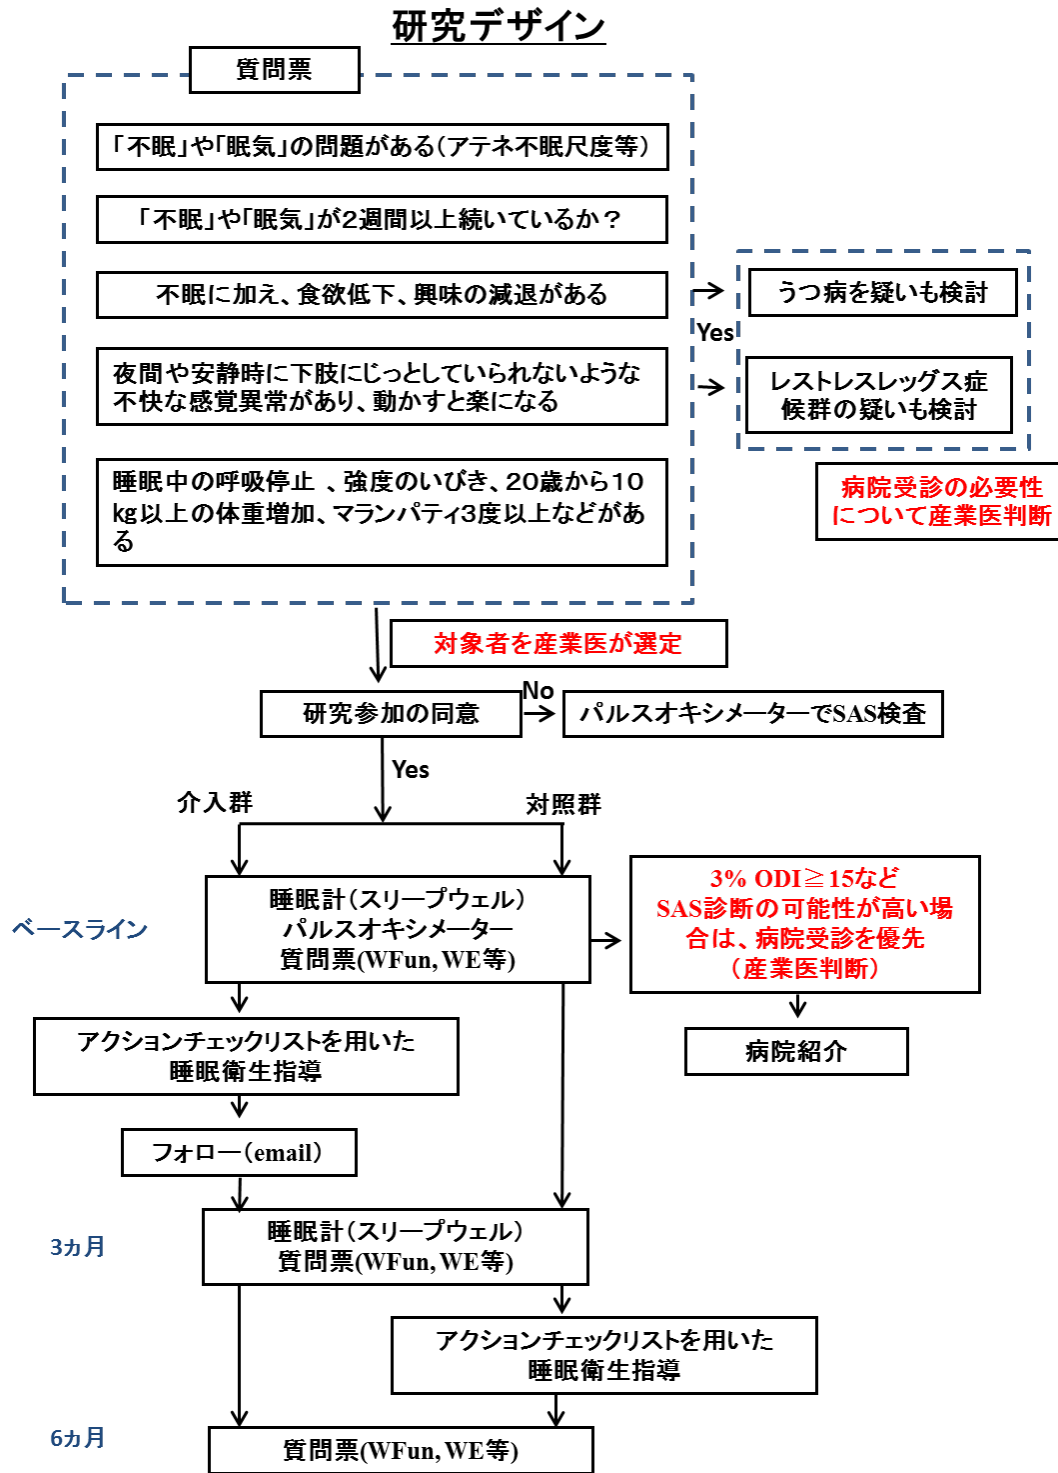 研究デザイン
質問票
「不眠」や「眠気」の問題がある(アテネ不眠尺度等)
「不眠」や「眠気」が2週間以上続いているか？
不眠に加え、食欲低下、興味の減退がある
夜間や安静時に下肢にじっとしていられないような
不快な感覚異常があり、動かすと楽になる
睡眠中の呼吸停止 、強度のいびき、20歳から10
㎏以上の体重増加、マランパティ3度以上などがあ
る
Yes
うつ病を疑いも検討
レストレスレッグス症
候群の疑いも検討
病院受診の必要性
について産業医判断
対象者を産業医が選定
研究参加の同意
No
パルスオキシメーターでSAS検査
Yes
介入群
対照群
ベースライン
睡眠計(スリープウェル)
パルスオキシメーター
質問票(WFun, WE等)
3% ODI≧15など
SAS診断の可能性が高い場
合は、病院受診を優先
(産業医判断)
病院紹介
アクションチェックリストを用いた
睡眠衛生指導
フォロー(email)
3ヵ月
睡眠計(スリープウェル)
質問票(WFun, WE等)
アクションチェックリストを用いた
睡眠衛生指導
6ヵ月
質問票(WFun, WE等)